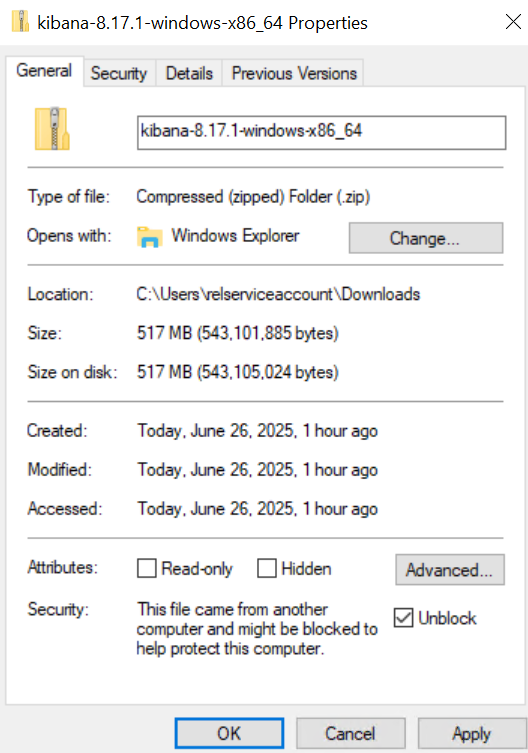 kibana-8.17.1-windows-x86_64 Properties
General Security Details Previous Versions
kibana-8.17.1-windows-x86_64
Type of file: Compressed (zipped) Folder (.zip)
Opens with: Windows Explorer Change...
Location: C:\Users\relserviceaccount\Downloads
Size: 517 MB (543,101,885 bytes)
Size on disk: 517 MB (543,105,024 bytes)
Created: Today, June 26, 2025, 1 hour ago
Modified: Today, June 26, 2025, 1 hour ago
Accessed: Today, June 26, 2025, 1 hour ago
Attributes: Read-only Hidden Advanced...
Security: This file came from another
computer and might be blocked to
help protect this computer.
Unblock
OK Cancel Apply